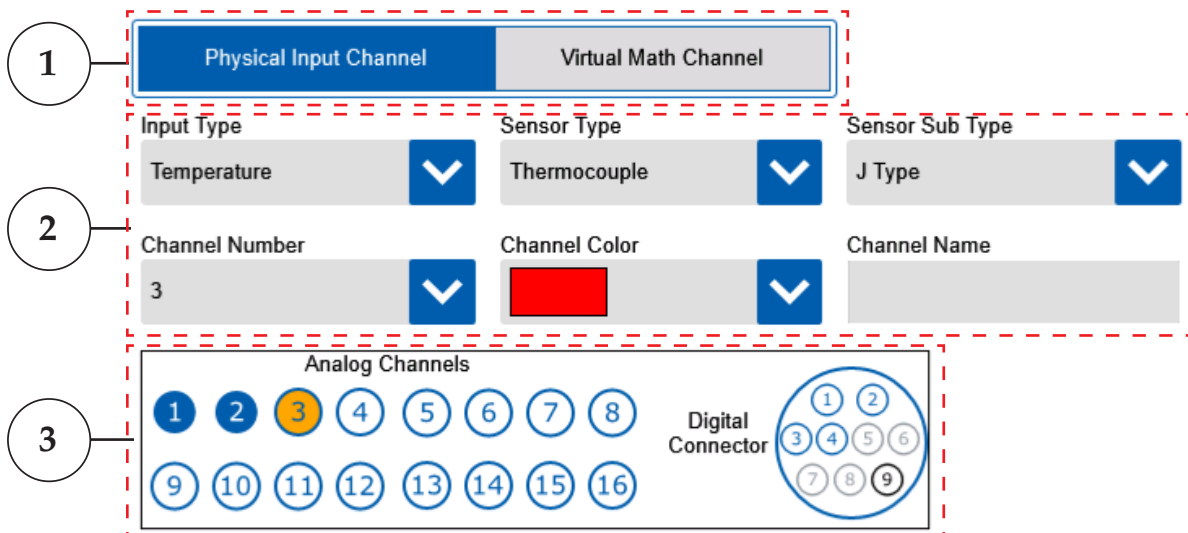 1
Physical Input Channel Virtual Math Channel
2
Input Type Sensor Type Sensor Sub Type
Temperature Thermocouple J Type
Channel Number Channel Color Channel Name
3
3
Analog Channels
1 2 3 4 5 6 7 8
9 10 11 12 13 14 15 16
Digital
Connector
1 2
3 4 5 6
7 8 9